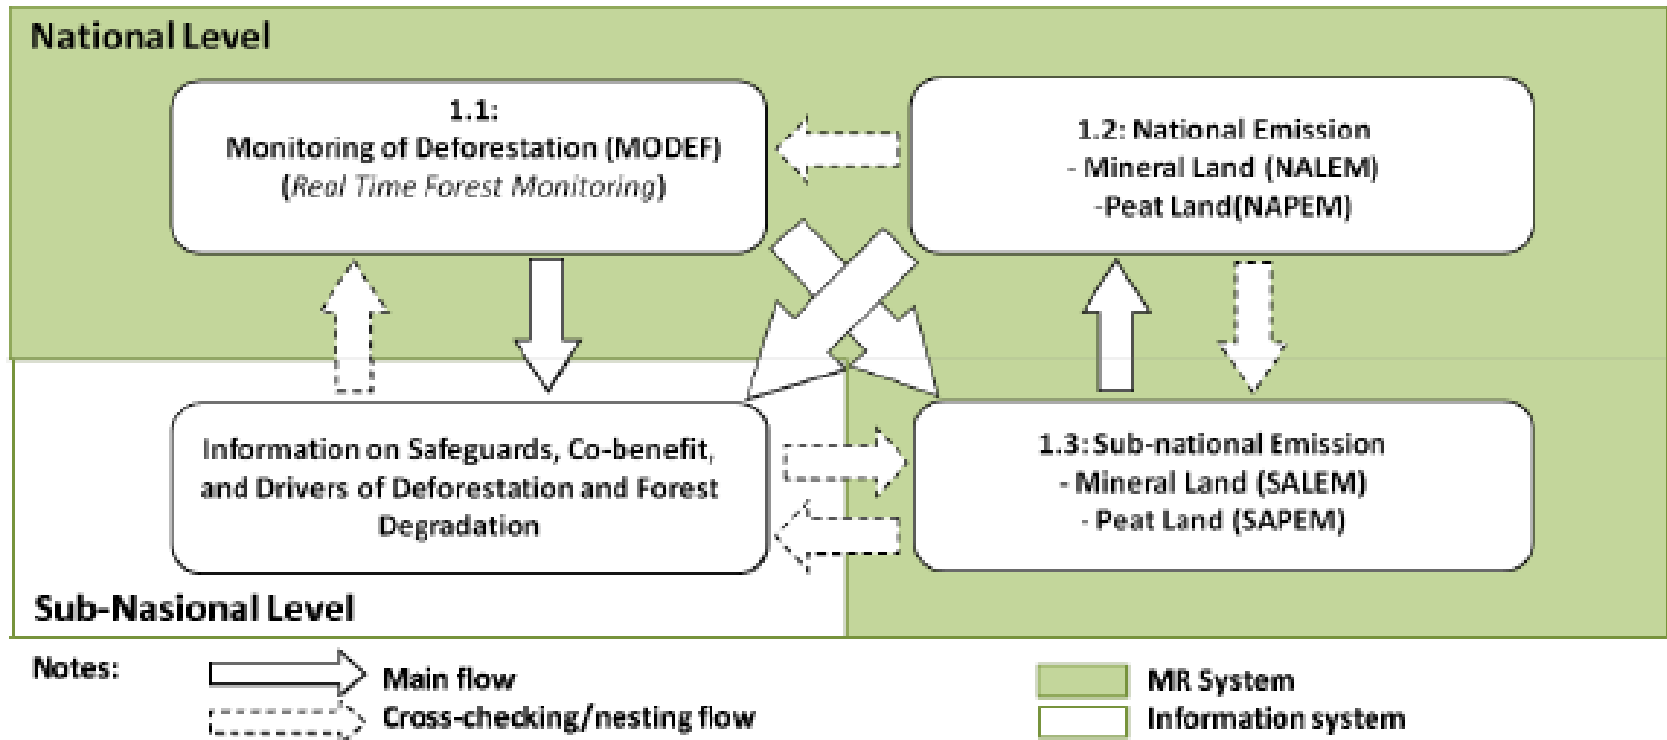 National Level
1.1:
Monitoring of Deforestation (MODEF)
(Real Time Forest Monitoring)
1.2: National Emission
- Mineral Land (NALEM)
-Peat Land(NAPEM)
Information on Safeguards, Co-benefit,
and Drivers of Deforestation and Forest
Degradation
1.3: Sub-national Emission
- Mineral Land (SALEM)
- Peat Land (SAPEM)
Sub-Nasional Level
Notes:
Main flow
Cross-checking/nesting flow
MR System
Information system